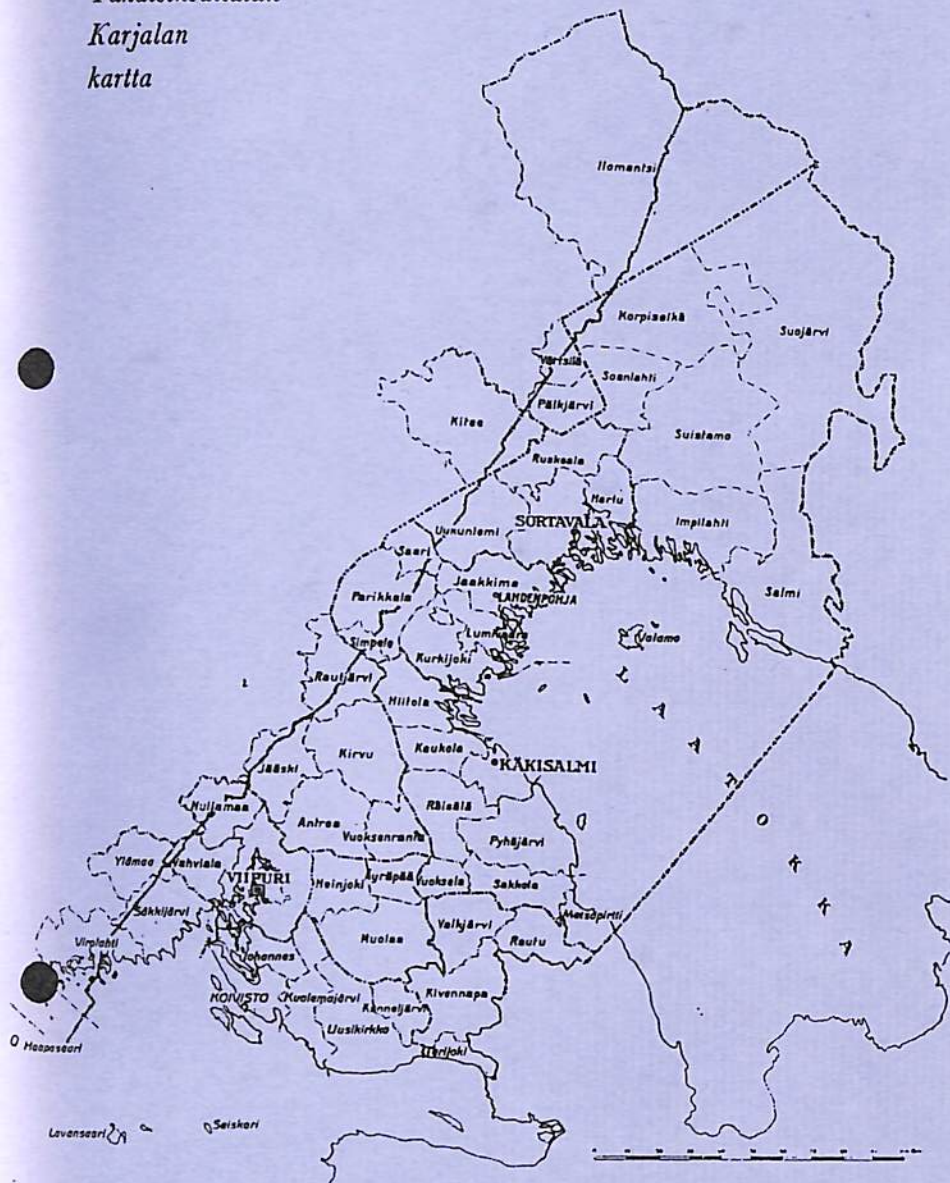 Karjalan
kartta
Ilomantsi
Korpiselkä
Suojärvi
Värtsilä
Soanlahti
Pälkjärvi
Kitee
Suistamo
Ruskeala
Harlu
SORTAVALA
Impilahti
Uukuniemi
Saari
Jaakkima
LAHDENPOHJA
Salmi
Parikkala
Lumivaara
Valamo
Simpele
Kurkijoki
Rautjärvi
Hiitola
L
A
A
T
O
K
K
A
Kirvu
Kaukola
KÄKISALMI
Jääski
Nuijamaa
Räisälä
Antrea
Vuoksenranta
Pyhäjärvi
Ylämaa
Vahviala
VIIPURI
Heinjoki
Äyräpää
Vuoksela
Sakkola
Säkkijärvi
Metsäpirtti
Virolahti
Muolaa
Valkjärvi
Rautu
Johannes
KOIVISTO
Kuolemajärvi
Kanneljärvi
Kivennapa
Uusikirkko
Haapasaari
Terijoki
Lavansaari
Seiskari